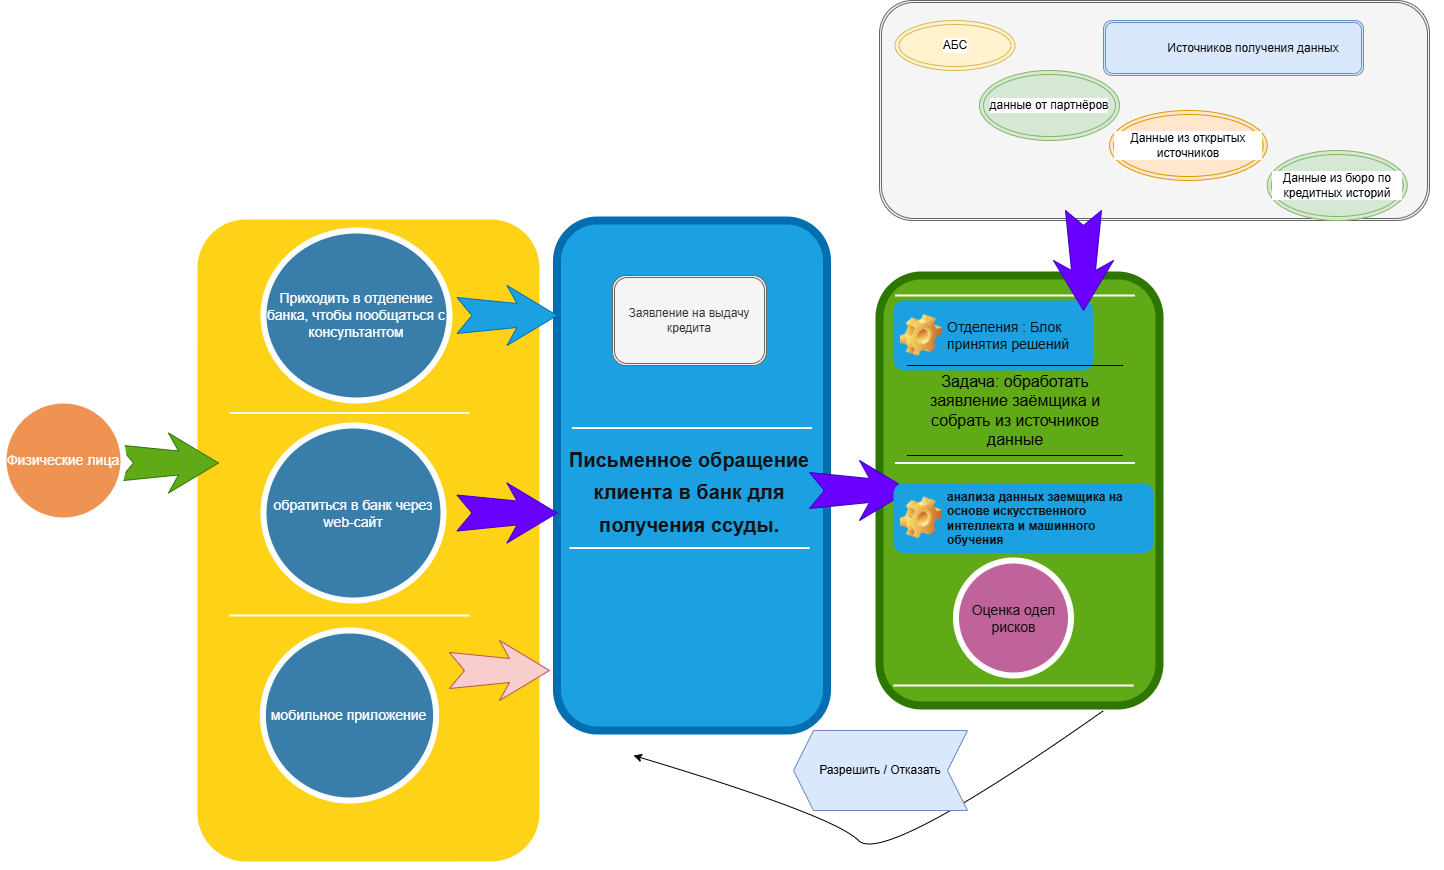 АБС
Источников получения данных
данные от партнёров
Данные из открытых
источников
Данные из бюро по
кредитных историй
Физические лица
Приходить в отделение
банка, чтобы пообщаться с
консультантом
обратиться в банк через
web-сайт
мобильное приложение
Заявление на выдачу
кредита
Письменное обращение
клиента в банк для
получения ссуды.
Отделения : Блок
принятия решений
Задача: обработать
заявление заёмщика и
собрать из источников
данные
анализа данных заемщика на
основе искусственного
интеллекта и машинного
обучения
Оценка одел
рисков
Разрешить / Отказать